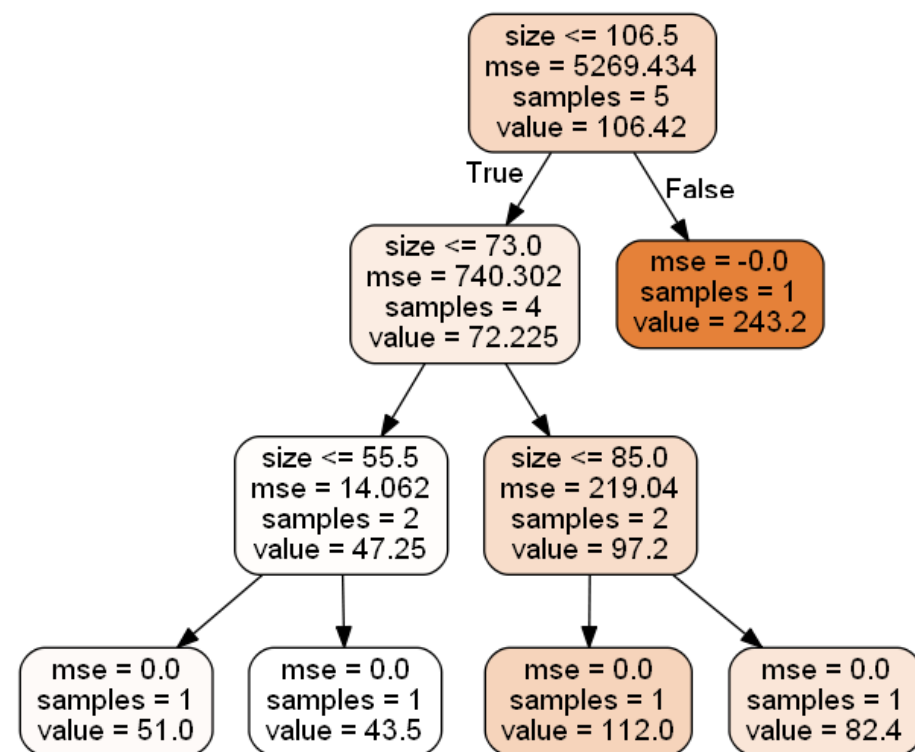 size <= 106.5
mse = 5269.434
samples = 5
value = 106.42
True
False
size <= 73.0
mse = 740.302
samples = 4
value = 72.225
mse = -0.0
samples = 1
value = 243.2
size <= 55.5
mse = 14.062
samples = 2
value = 47.25
size <= 85.0
mse = 219.04
samples = 2
value = 97.2
mse = 0.0
samples = 1
value = 51.0
mse = 0.0
samples = 1
value = 43.5
mse = 0.0
samples = 1
value = 112.0
mse = 0.0
samples = 1
value = 82.4